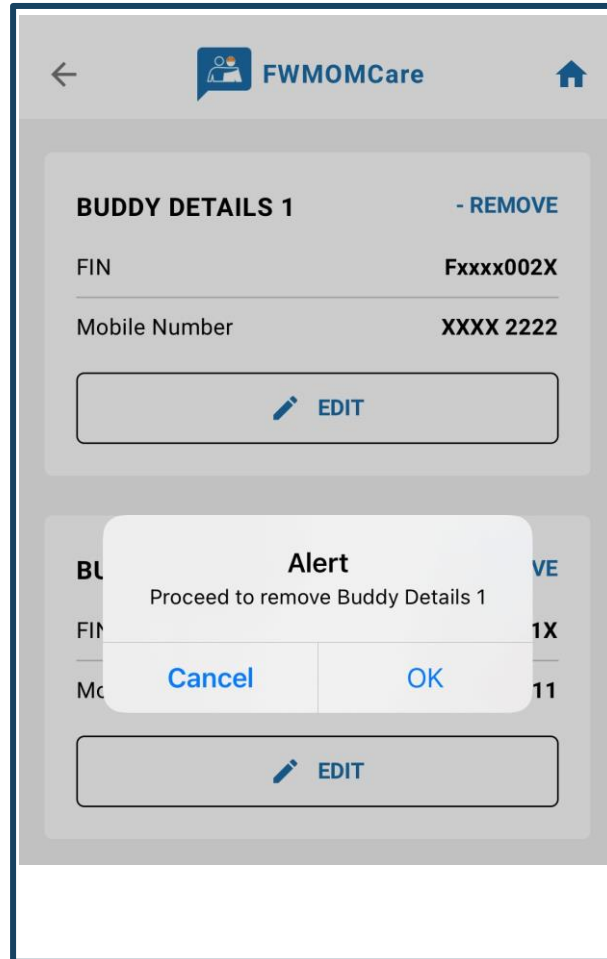 FWMOMCare
BUDDY DETAILS 1 - REMOVE
FIN Fxxxx002X
Mobile Number XXXX 2222
EDIT
Alert
Proceed to remove Buddy Details 1
Cancel OK
EDIT